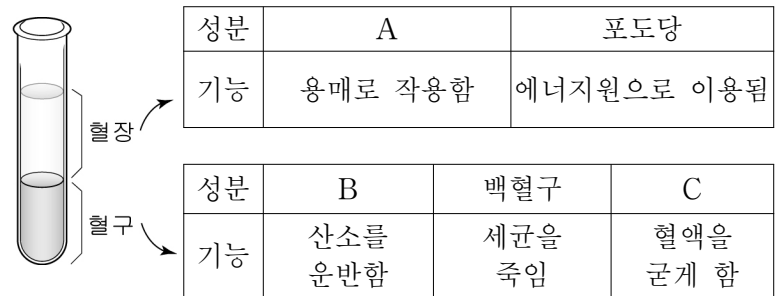 성분 A 포도당
기능 용매로 작용함 에너지원으로 이용됨
혈장
성분 B 백혈구 C
혈구
기능 산소를 운반함 세균을 죽임 혈액을 굳게 함